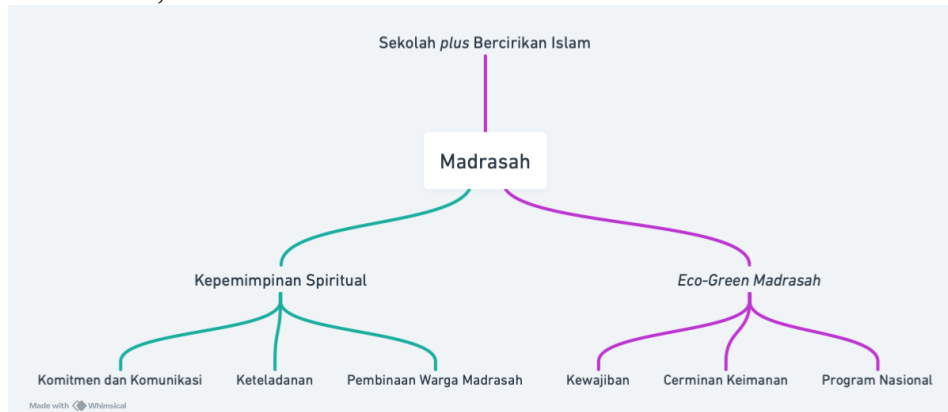 Sekolah plus Bercirikan Islam
Madrasah
Kepemimpinan Spiritual
Eco-Green Madrasah
Komitmen dan Komunikasi
Keteladanan
Pembinaan Warga Madrasah
Kewajiban
Cerminan Keimanan
Program Nasional
Made with Whimsical